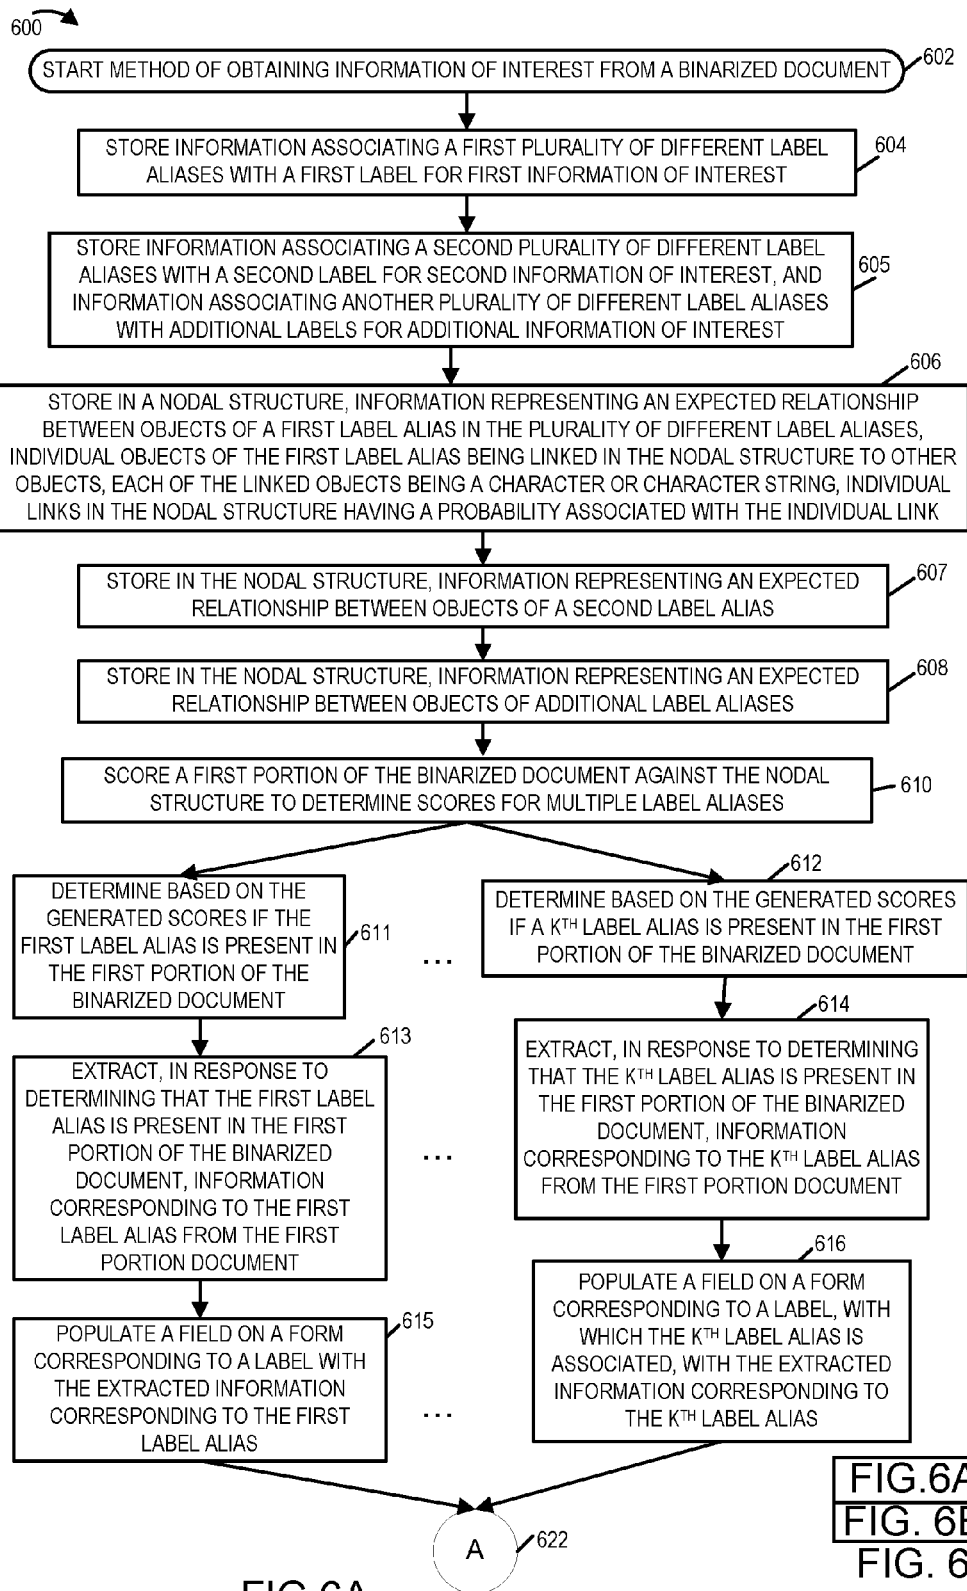 600
START METHOD OF OBTAINING INFORMATION OF INTEREST FROM A BINARIZED DOCUMENT
602
STORE INFORMATION ASSOCIATING A FIRST PLURALITY OF DIFFERENT LABEL
ALIASES WITH A FIRST LABEL FOR FIRST INFORMATION OF INTEREST
604
STORE INFORMATION ASSOCIATING A SECOND PLURALITY OF DIFFERENT LABEL
ALIASES WITH A SECOND LABEL FOR SECOND INFORMATION OF INTEREST, AND
INFORMATION ASSOCIATING ANOTHER PLURALITY OF DIFFERENT LABEL ALIASES
WITH ADDITIONAL LABELS FOR ADDITIONAL INFORMATION OF INTEREST
605
606
STORE IN A NODAL STRUCTURE, INFORMATION REPRESENTING AN EXPECTED RELATIONSHIP
BETWEEN OBJECTS OF A FIRST LABEL ALIAS IN THE PLURALITY OF DIFFERENT LABEL ALIASES,
INDIVIDUAL OBJECTS OF THE FIRST LABEL ALIAS BEING LINKED IN THE NODAL STRUCTURE TO OTHER
OBJECTS, EACH OF THE LINKED OBJECTS BEING A CHARACTER OR CHARACTER STRING, INDIVIDUAL
LINKS IN THE NODAL STRUCTURE HAVING A PROBABILITY ASSOCIATED WITH THE INDIVIDUAL LINK
STORE IN THE NODAL STRUCTURE, INFORMATION REPRESENTING AN EXPECTED
RELATIONSHIP BETWEEN OBJECTS OF A SECOND LABEL ALIAS
607
STORE IN THE NODAL STRUCTURE, INFORMATION REPRESENTING AN EXPECTED
RELATIONSHIP BETWEEN OBJECTS OF ADDITIONAL LABEL ALIASES
608
SCORE A FIRST PORTION OF THE BINARIZED DOCUMENT AGAINST THE NODAL
STRUCTURE TO DETERMINE SCORES FOR MULTIPLE LABEL ALIASES
610
DETERMINE BASED ON THE
GENERATED SCORES IF THE
FIRST LABEL ALIAS IS PRESENT IN
THE FIRST PORTION OF THE
BINARIZED DOCUMENT
611
...
612
DETERMINE BASED ON THE GENERATED SCORES
IF A KTH LABEL ALIAS IS PRESENT IN THE FIRST
PORTION OF THE BINARIZED DOCUMENT
613
EXTRACT, IN RESPONSE TO
DETERMINING THAT THE FIRST LABEL
ALIAS IS PRESENT IN THE FIRST
PORTION OF THE BINARIZED
DOCUMENT, INFORMATION
CORRESPONDING TO THE FIRST
LABEL ALIAS FROM THE FIRST
PORTION DOCUMENT
...
614
EXTRACT, IN RESPONSE TO DETERMINING
THAT THE KTH LABEL ALIAS IS PRESENT IN
THE FIRST PORTION OF THE BINARIZED
DOCUMENT, INFORMATION
CORRESPONDING TO THE KTH LABEL ALIAS
FROM THE FIRST PORTION DOCUMENT
POPULATE A FIELD ON A FORM
CORRESPONDING TO A LABEL WITH
THE EXTRACTED INFORMATION
CORRESPONDING TO THE FIRST
LABEL ALIAS
615
...
616
POPULATE A FIELD ON A FORM
CORRESPONDING TO A LABEL, WITH
WHICH THE KTH LABEL ALIAS IS
ASSOCIATED, WITH THE EXTRACTED
INFORMATION CORRESPONDING TO
THE KTH LABEL ALIAS
A
622
FIG.6A
FIG. 6B
FIG. 6
FIG 6A